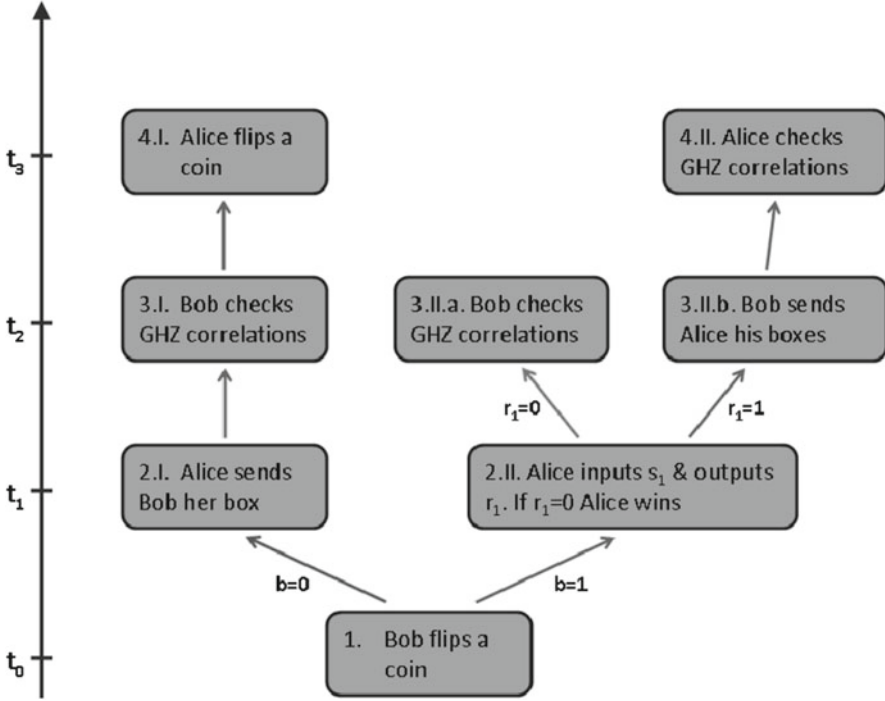 t₃
4.I. Alice flips a
coin
4.II. Alice checks
GHZ correlations
t₂
3.I. Bob checks
GHZ correlations
3.II.a. Bob checks
GHZ correlations
3.II.b. Bob sends
Alice his boxes
r₁=0
r₁=1
t₁
2.I. Alice sends
Bob her box
2.II. Alice inputs s₁ & outputs
r₁. If r₁=0 Alice wins
b=0
b=1
t₀
1. Bob flips a
coin